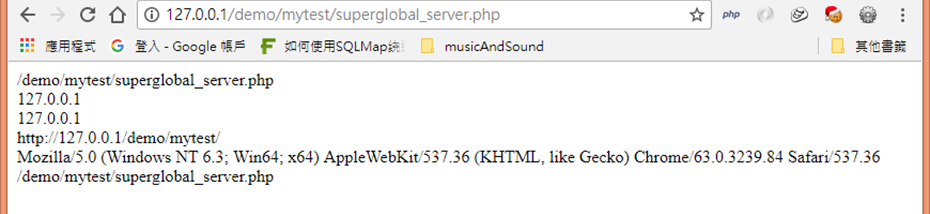 127.0.0.1/demo/mytest/superglobal_server.php
php
應用程式 登入 - Google 帳戶 如何使用SQLMap musicAndSound 其他書籤
/demo/mytest/superglobal_server.php
127.0.0.1
127.0.0.1
http://127.0.0.1/demo/mytest/
Mozilla/5.0 (Windows NT 6.3; Win64; x64) AppleWebKit/537.36 (KHTML, like Gecko) Chrome/63.0.3239.84 Safari/537.36
/demo/mytest/superglobal_server.php